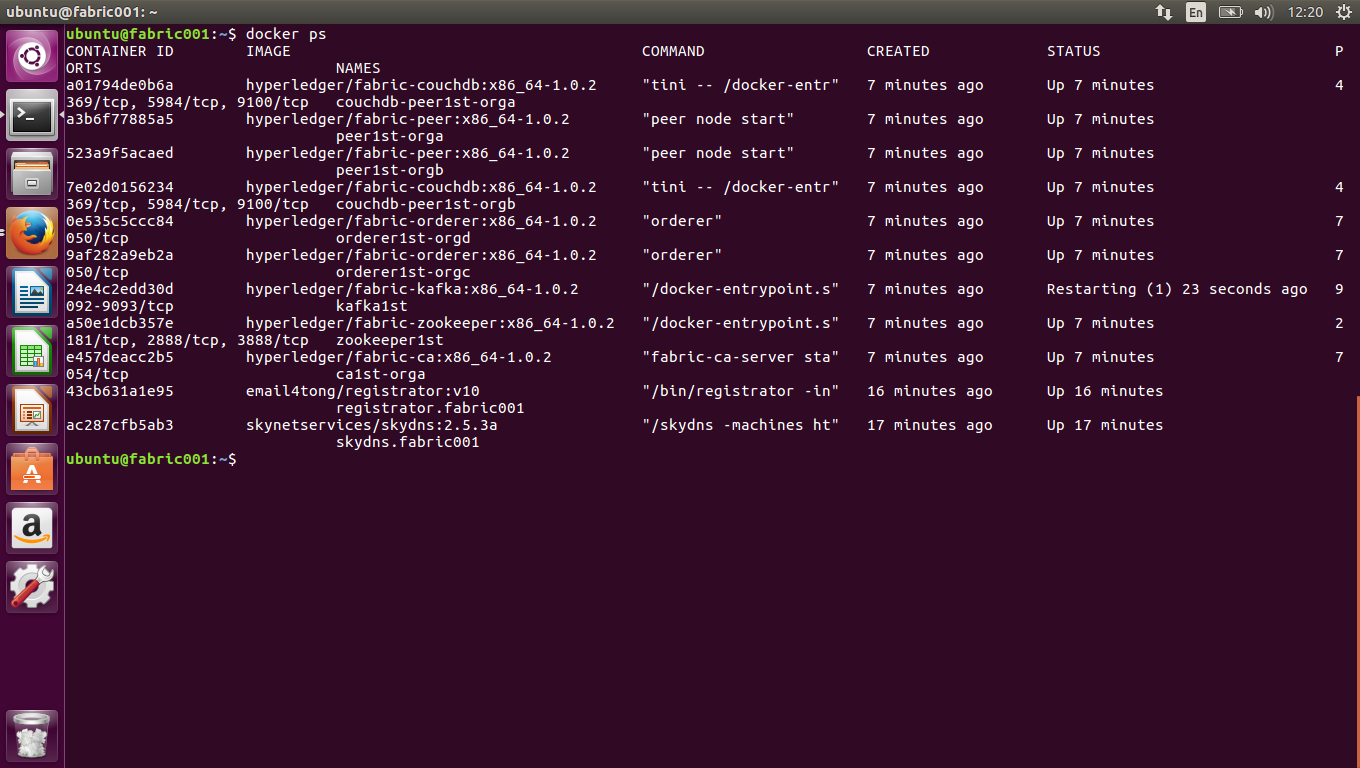 ubuntu@fabric001: ~
En
12:20
ubuntu@fabric001:~$ docker ps
CONTAINER ID        IMAGE                                       COMMAND                  CREATED             STATUS                          P
ORTS                          NAMES
a01794de0b6a        hyperledger/fabric-couchdb:x86_64-1.0.2     "tini -- /docker-entr"   7 minutes ago       Up 7 minutes                    4
369/tcp, 5984/tcp, 9100/tcp   couchdb-peer1st-orga
a3b6f77885a5        hyperledger/fabric-peer:x86_64-1.0.2        "peer node start"        7 minutes ago       Up 7 minutes
                              peer1st-orga
523a9f5acaed        hyperledger/fabric-peer:x86_64-1.0.2        "peer node start"        7 minutes ago       Up 7 minutes
                              peer1st-orgb
7e02d0156234        hyperledger/fabric-couchdb:x86_64-1.0.2     "tini -- /docker-entr"   7 minutes ago       Up 7 minutes                    4
369/tcp, 5984/tcp, 9100/tcp   couchdb-peer1st-orgb
0e535c5ccc84        hyperledger/fabric-orderer:x86_64-1.0.2     "orderer"                7 minutes ago       Up 7 minutes                    7
050/tcp                       orderer1st-orgd
9af282a9eb2a        hyperledger/fabric-orderer:x86_64-1.0.2     "orderer"                7 minutes ago       Up 7 minutes                    7
050/tcp                       orderer1st-orgc
24e4c2edd30d        hyperledger/fabric-kafka:x86_64-1.0.2       "/docker-entrypoint.s"   7 minutes ago       Restarting (1) 23 seconds ago   9
092-9093/tcp                  kafka1st
a50e1dcb357e        hyperledger/fabric-zookeeper:x86_64-1.0.2   "/docker-entrypoint.s"   7 minutes ago       Up 7 minutes                    2
181/tcp, 2888/tcp, 3888/tcp   zookeeper1st
e457deacc2b5        hyperledger/fabric-ca:x86_64-1.0.2          "fabric-ca-server sta"   7 minutes ago       Up 7 minutes                    7
054/tcp                       ca1st-orga
43cb631a1e95        email4tong/registrator:v10                  "/bin/registrator -in"   16 minutes ago      Up 16 minutes
                              registrator.fabric001
ac287cfb5ab3        skynetservices/skydns:2.5.3a                "/skydns -machines ht"   17 minutes ago      Up 17 minutes
                              skydns.fabric001
ubuntu@fabric001:~$